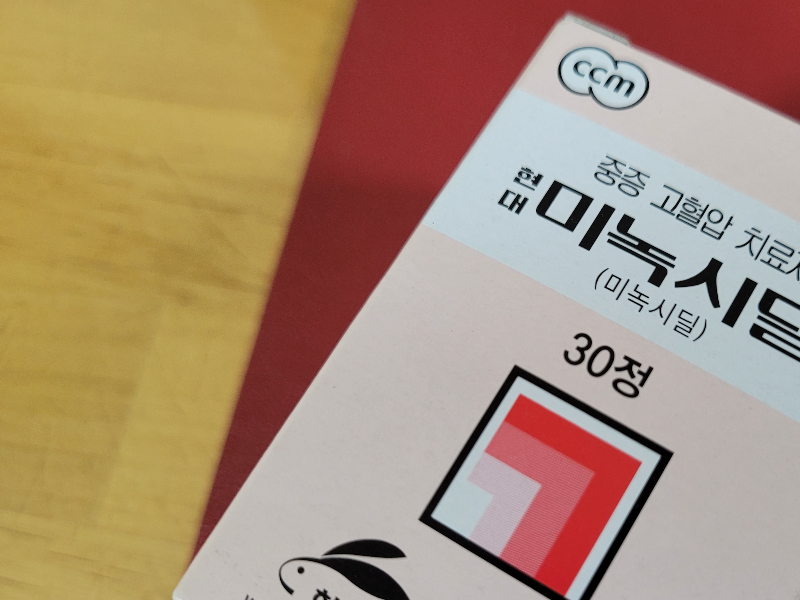 ccm
중증 고혈압 치료제
현대 미녹시딜
(미녹시딜)
30정